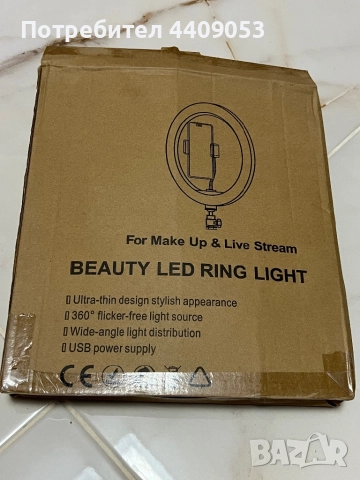 Потребител 4409053
For Make Up & Live Stream
BEAUTY LED RING LIGHT
▯ Ultra-thin design stylish appearance
▯ 360° flicker-free light source
▯ Wide-angle light distribution
▯ USB power supply
CE
BAZAR